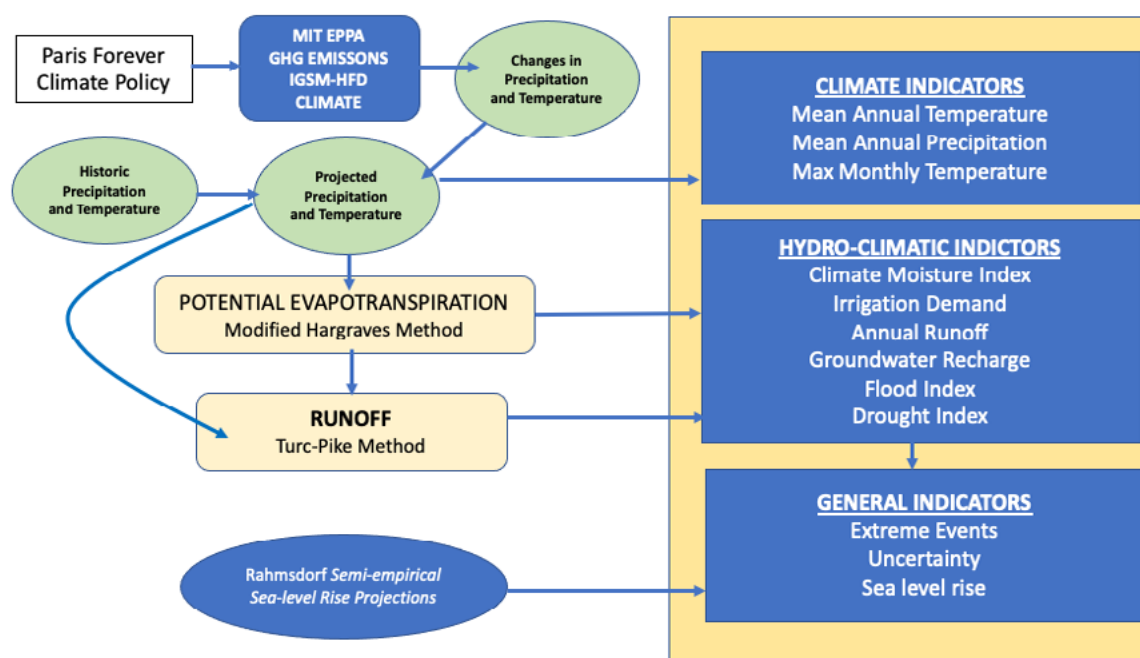 Paris Forever
Climate Policy
MIT EPPA
GHG EMISSONS
IGSM-HFD
CLIMATE
Changes in
Precipitation
and Temperature
Historic
Precipitation
and Temperature
Projected
Precipitation
and Temperature
POTENTIAL EVAPOTRANSPIRATION
Modified Hargraves Method
RUNOFF
Turc-Pike Method
Rahmsdorf Semi-empirical
Sea-level Rise Projections
CLIMATE INDICATORS
Mean Annual Temperature
Mean Annual Precipitation
Max Monthly Temperature
HYDRO-CLIMATIC INDICTORS
Climate Moisture Index
Irrigation Demand
Annual Runoff
Groundwater Recharge
Flood Index
Drought Index
GENERAL INDICATORS
Extreme Events
Uncertainty
Sea level rise